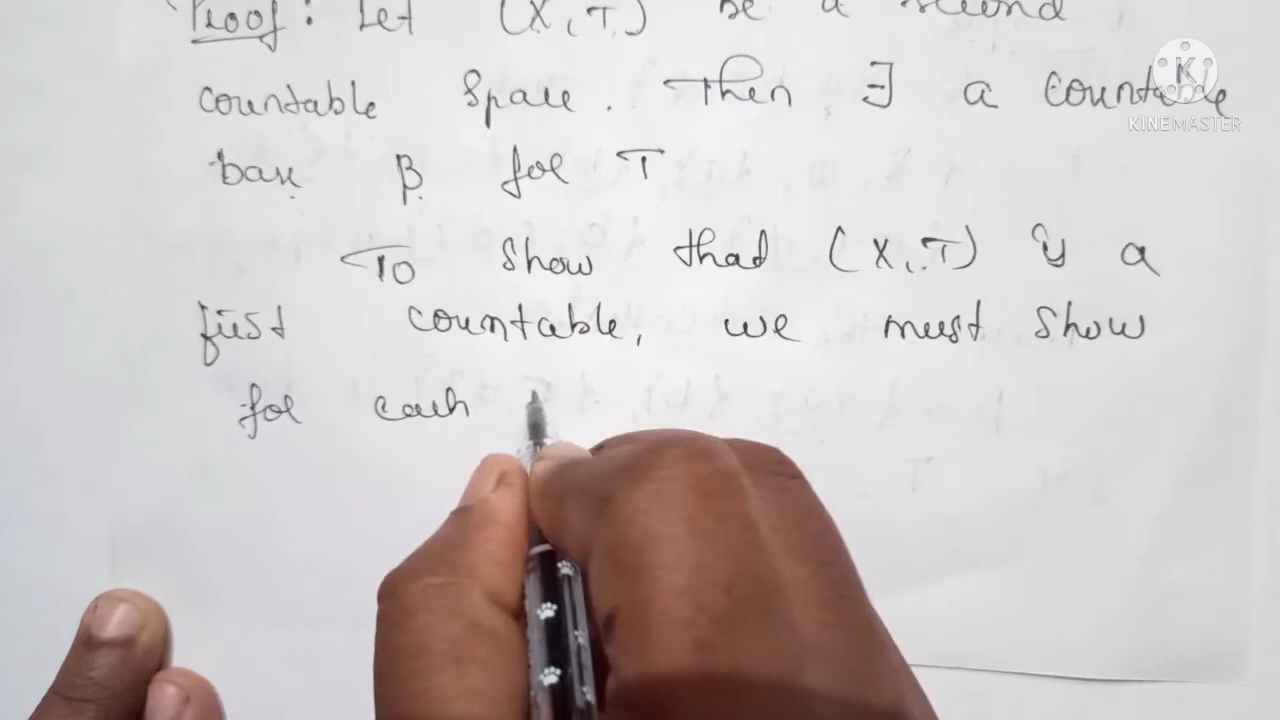 Proof: Let (X, T) be a second
countable space. Then ∃ a countable
base β for T
To show that (X, T) is a
first countable, we must show
for each
KINEMASTER